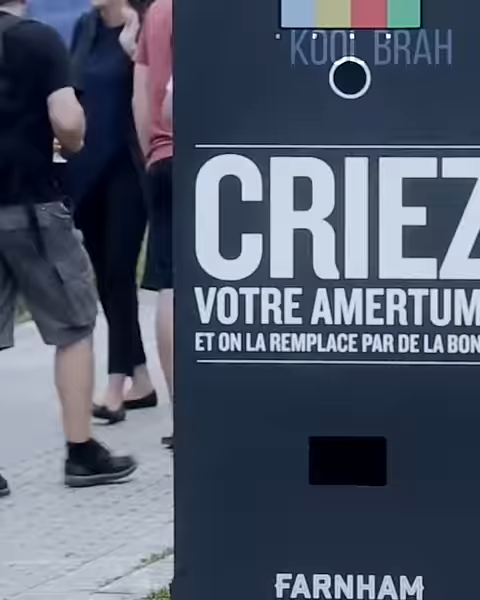 KOOL BRAH
CRIEZ
VOTRE AMERTUM
ET ON LA REMPLACE PAR DE LA BON
FARNHAM